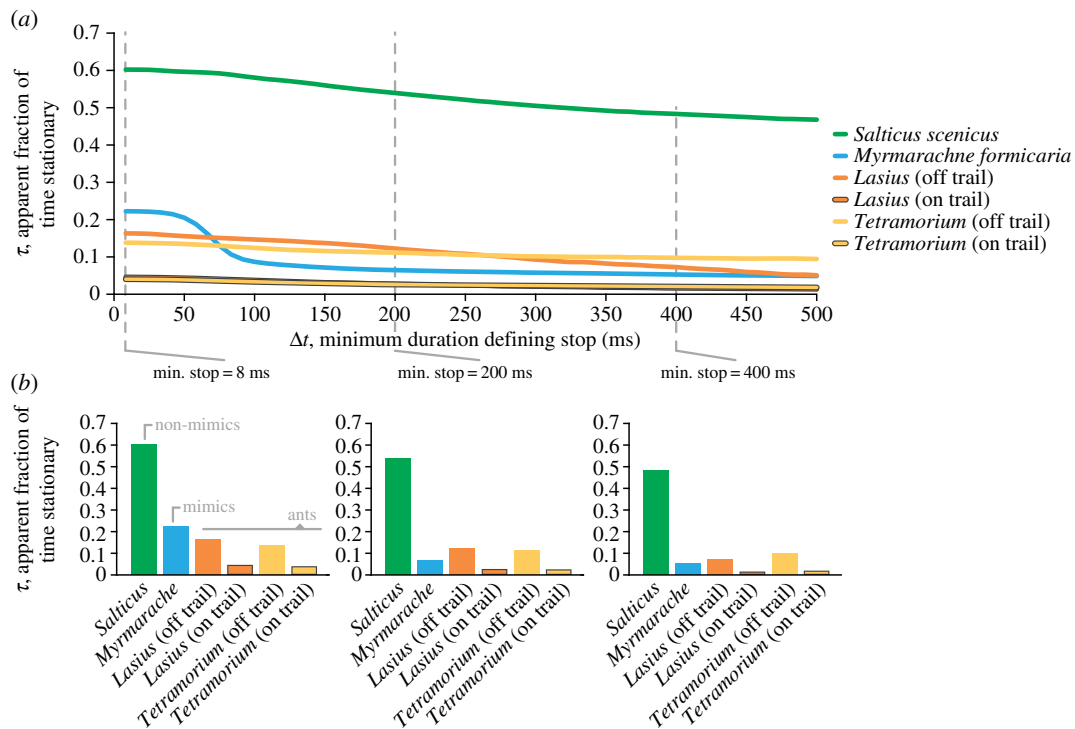 (a)
τ, apparent fraction of
time stationary
0.7
0.6
0.5
0.4
0.3
0.2
0.1
0
0 50 100 150 200 250 300 350 400 450 500
Δt, minimum duration defining stop (ms)
Salticus scenicus
Myrmarachne formicaria
Lasius (off trail)
Lasius (on trail)
Tetramorium (off trail)
Tetramorium (on trail)
min. stop = 8 ms
min. stop = 200 ms
min. stop = 400 ms
(b)
τ, apparent fraction of
time stationary
0.7
0.6
0.5
0.4
0.3
0.2
0.1
0
non-mimics
mimics
ants
Salticus
Myrmarache
Lasius (off trail)
Lasius (on trail)
Tetramorium (off trail)
Tetramorium (on trail)
0.7
0.6
0.5
0.4
0.3
0.2
0.1
0
Salticus
Myrmarache
Lasius (off trail)
Lasius (on trail)
Tetramorium (off trail)
Tetramorium (on trail)
0.7
0.6
0.5
0.4
0.3
0.2
0.1
0
Salticus
Myrmarache
Lasius (off trail)
Lasius (on trail)
Tetramorium (off trail)
Tetramorium (on trail)